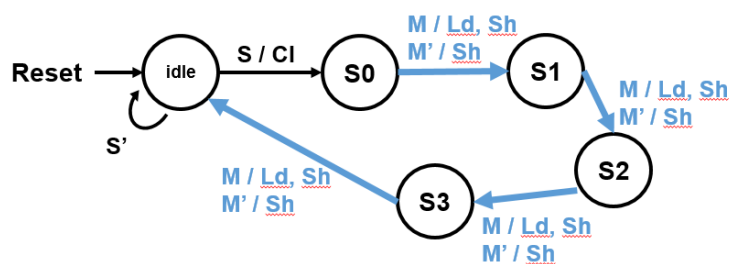 M / Ld, Sh
M’ / Sh
Reset
idle
S / Cl
S0
S1
S’
M / Ld, Sh
M’ / Sh
S2
M / Ld, Sh
M’ / Sh
S3
M / Ld, Sh
M’ / Sh